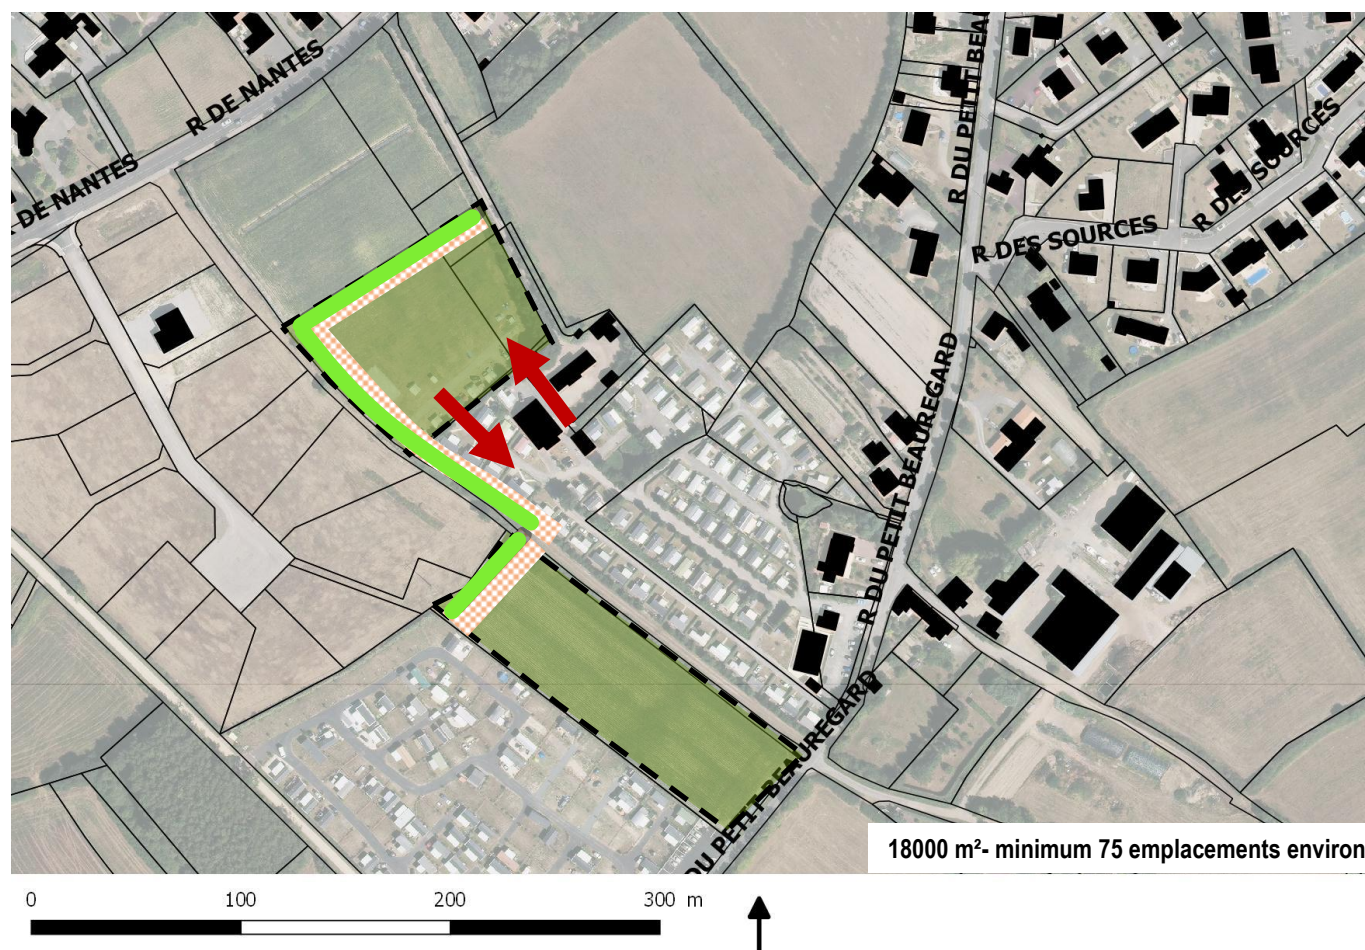 R DE NANTES
R DE NANTES
R DU PETIT BEAU
R DES SOURCES
R DES SOURCES
R DU PETIT BEAUREGARD
R DU PETIT BEAUREGARD
DU PETIT BEAUREGARD
18000 m²- minimum 75 emplacements environ
0 100 200 300 m